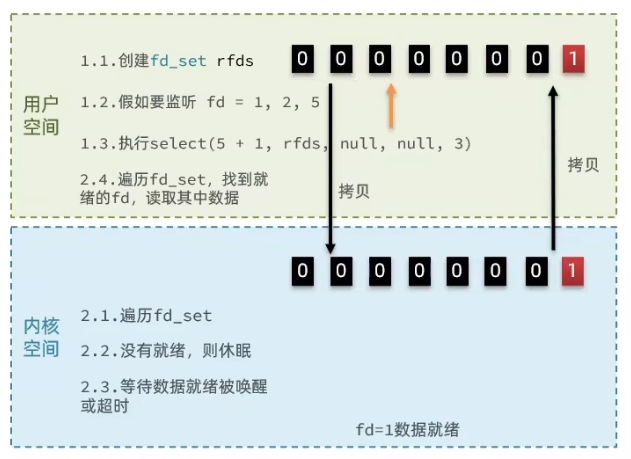 1.1.创建fd_set rfds
0 0 0 0 0 0 0 1
用户
空间
1.2.假如要监听 fd = 1, 2, 5
1.3.执行select(5 + 1, rfds, null, null, 3)
2.4.遍历fd_set，找到就
绪的fd，读取其中数据
拷贝
拷贝
0 0 0 0 0 0 0 1
内核
空间
2.1.遍历fd_set
2.2.没有就绪，则休眠
2.3.等待数据就绪被唤醒
或超时
fd=1数据就绪